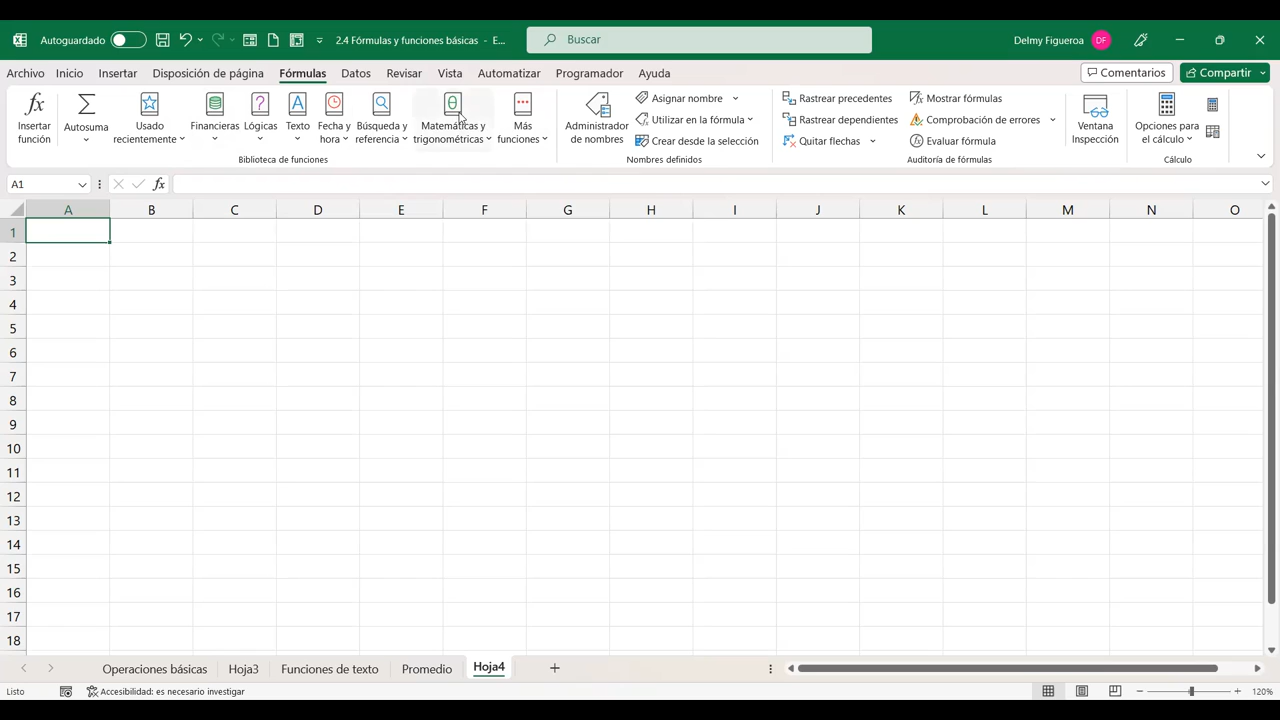 Autoguardado
2.4 Fórmulas y funciones básicas - E...
Buscar
Delmy Figueroa DF
Archivo Inicio Insertar Disposición de página Fórmulas Datos Revisar Vista Automatizar Programador Ayuda
Comentarios Compartir
fx Insertar función
Σ Autosuma
Usado recientemente
Financieras
Lógicas
Texto
Fecha y hora
Búsqueda y referencia
Matemáticas y trigonométricas
Más funciones
Biblioteca de funciones
Administrador de nombres
Asignar nombre
Utilizar en la fórmula
Crear desde la selección
Nombres definidos
Rastrear precedentes
Rastrear dependientes
Quitar flechas
Mostrar fórmulas
Comprobación de errores
Evaluar fórmula
Auditoría de fórmulas
Ventana Inspección
Opciones para el cálculo
Cálculo
A1 fx
A B C D E F G H I J K L M N O
1
2
3
4
5
6
7
8
9
10
11
12
13
14
15
16
17
18
Operaciones básicas Hoja3 Funciones de texto Promedio Hoja4
Listo Accesibilidad: es necesario investigar 120%